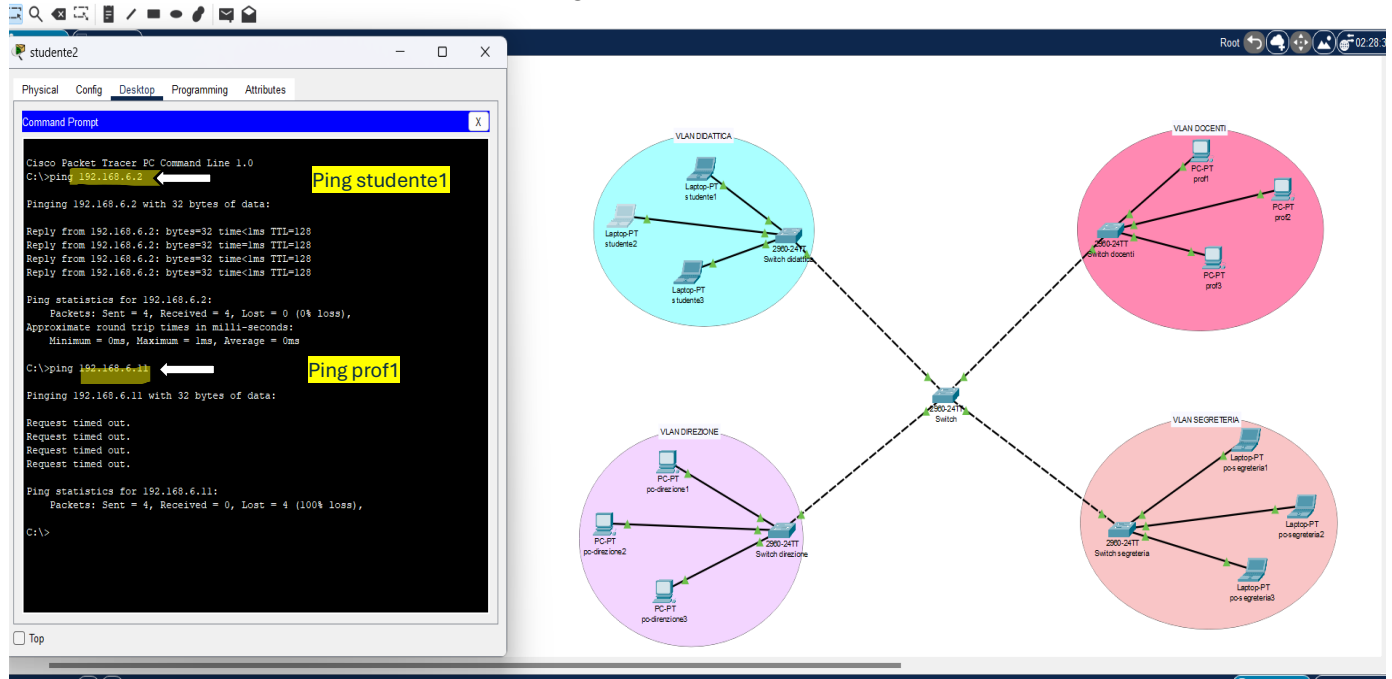 Root
02:28:3
studente2
Physical Config Desktop Programming Attributes
Command Prompt
X
Cisco Packet Tracer PC Command Line 1.0
C:\>ping 192.168.6.2
Ping studente1
Pinging 192.168.6.2 with 32 bytes of data:
Reply from 192.168.6.2: bytes=32 time<1ms TTL=128
Reply from 192.168.6.2: bytes=32 time<1ms TTL=128
Reply from 192.168.6.2: bytes=32 time<1ms TTL=128
Reply from 192.168.6.2: bytes=32 time<1ms TTL=128
Ping statistics for 192.168.6.2:
Packets: Sent = 4, Received = 4, Lost = 0 (0% loss),
Approximate round trip times in milli-seconds:
Minimum = 0ms, Maximum = 1ms, Average = 0ms
C:\>ping 192.168.6.11
Ping prof1
Pinging 192.168.6.11 with 32 bytes of data:
Request timed out.
Request timed out.
Request timed out.
Request timed out.
Ping statistics for 192.168.6.11:
Packets: Sent = 4, Received = 0, Lost = 4 (100% loss),
C:\>
Top
VLAN DIDATTICA
Laptop-PT
studente1
Laptop-PT
studente2
2960-24TT
Switch didattica
Laptop-PT
studente3
VLAN DOCENTI
PC-PT
prof1
PC-PT
prof2
2960-24TT
Switch docenti
PC-PT
prof3
2960-24TT
Switch
VLAN DIREZIONE
PC-PT
pc-direzione1
PC-PT
pc-direzione2
2960-24TT
Switch direzione
PC-PT
pc-direnzione3
VLAN SEGRETERIA
Laptop-PT
pc-segreteria1
Laptop-PT
pc-segreteria2
2960-24TT
Switch segreteria
Laptop-PT
pc-segreteria3